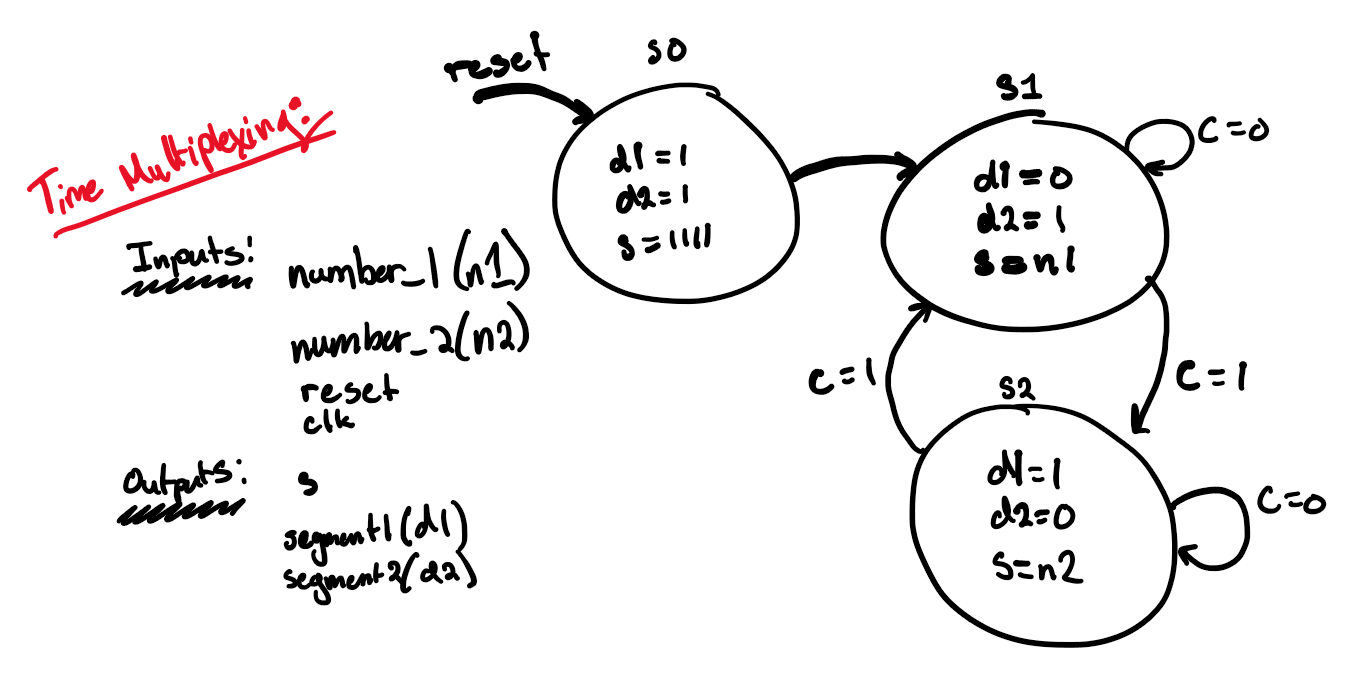 Time Multiplexing:
Inputs:
number_1 (n1)
number_2 (n2)
reset
clk
Outputs:
s
segment1 (d1)
segment2 (d2)
reset
s0
d1 = 1
d2 = 1
s = 1111
s1
d1 = 0
d2 = 1
s = n1
c = 0
c = 1
c = 1
s2
d1 = 1
d2 = 0
s = n2
c = 0